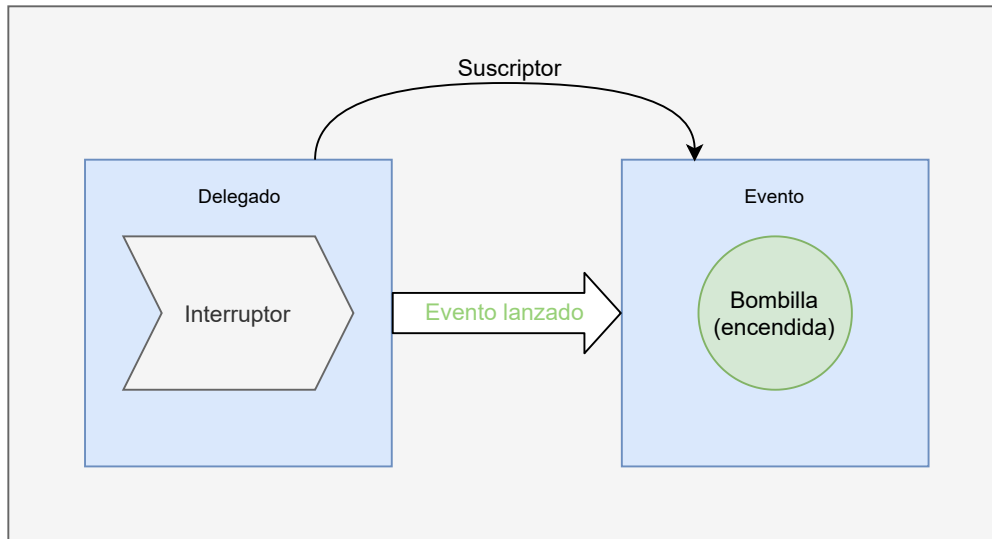 Suscriptor
Delegado
Evento
Interruptor
Evento lanzado
Bombilla
(encendida)